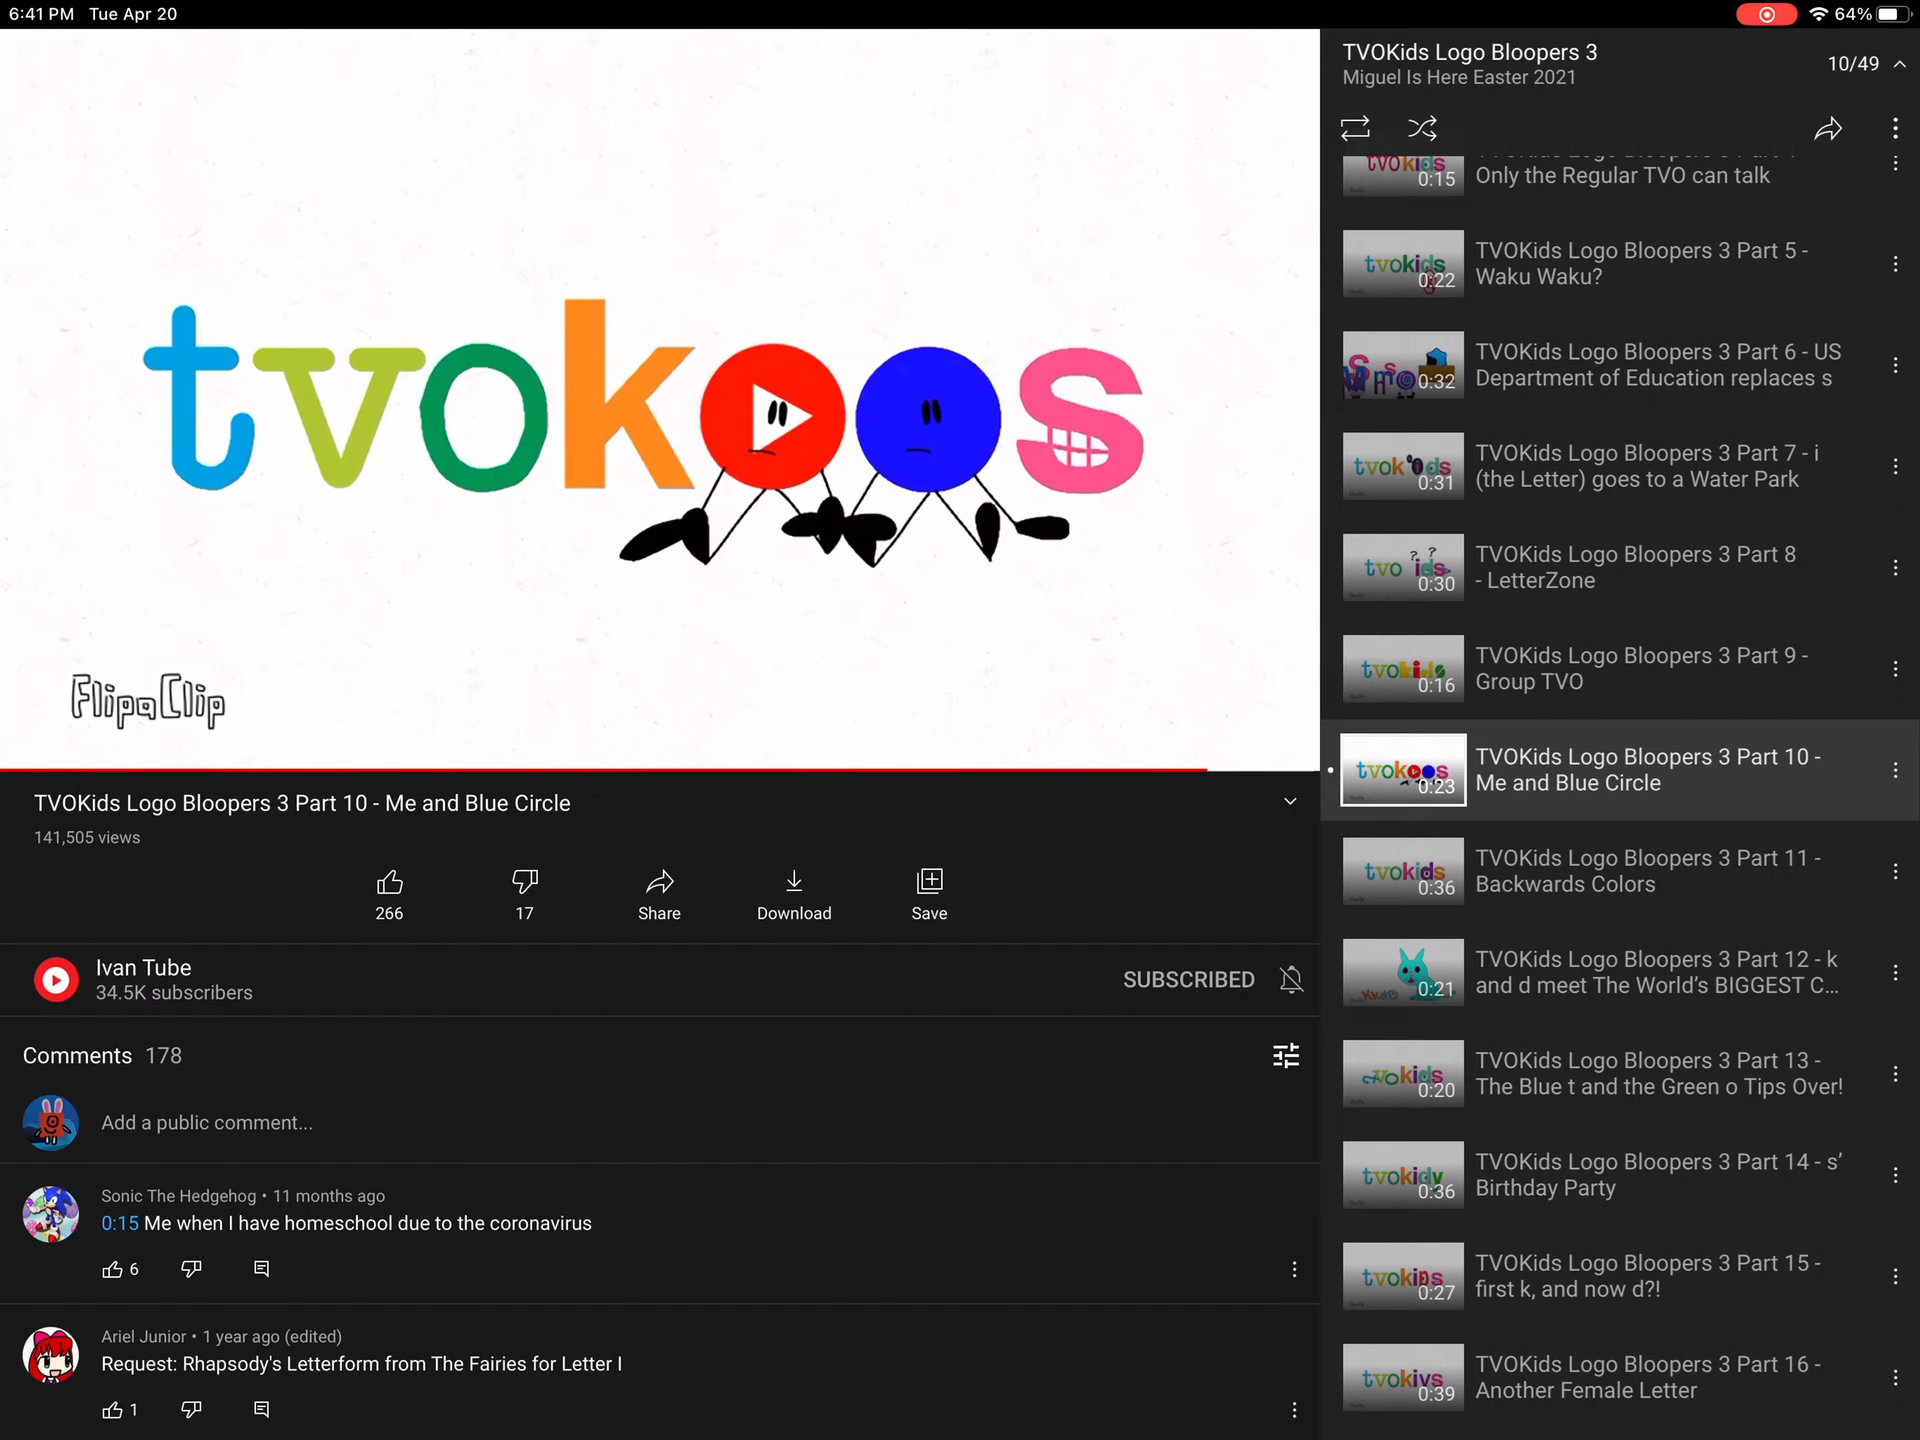 6:41 PM Tue Apr 20
64%
tvoks
FlipaClip
TVOKids Logo Bloopers 3 Part 10 - Me and Blue Circle
141,505 views
266
17
Share
Download
Save
Ivan Tube
34.5K subscribers
SUBSCRIBED
Comments 178
Add a public comment...
Sonic The Hedgehog • 11 months ago
0:15 Me when I have homeschool due to the coronavirus
6
Ariel Junior • 1 year ago (edited)
Request: Rhapsody's Letterform from The Fairies for Letter I
1
TVOKids Logo Bloopers 3
Miguel Is Here Easter 2021
10/49
tvokids
0:15
Only the Regular TVO can talk
tvokids
0:22
TVOKids Logo Bloopers 3 Part 5 -
Waku Waku?
0:32
TVOKids Logo Bloopers 3 Part 6 - US
Department of Education replaces s
0:31
TVOKids Logo Bloopers 3 Part 7 - i
(the Letter) goes to a Water Park
? ?
tvo ids
0:30
TVOKids Logo Bloopers 3 Part 8
- LetterZone
tvokids
0:16
TVOKids Logo Bloopers 3 Part 9 -
Group TVO
0:23
TVOKids Logo Bloopers 3 Part 10 -
Me and Blue Circle
tvokids
0:36
TVOKids Logo Bloopers 3 Part 11 -
Backwards Colors
0:21
TVOKids Logo Bloopers 3 Part 12 - k
and d meet The World's BIGGEST C...
0:20
TVOKids Logo Bloopers 3 Part 13 -
The Blue t and the Green o Tips Over!
0:36
TVOKids Logo Bloopers 3 Part 14 - s'
Birthday Party
0:27
TVOKids Logo Bloopers 3 Part 15 -
first k, and now d?!
tvokivs
0:39
TVOKids Logo Bloopers 3 Part 16 -
Another Female Letter